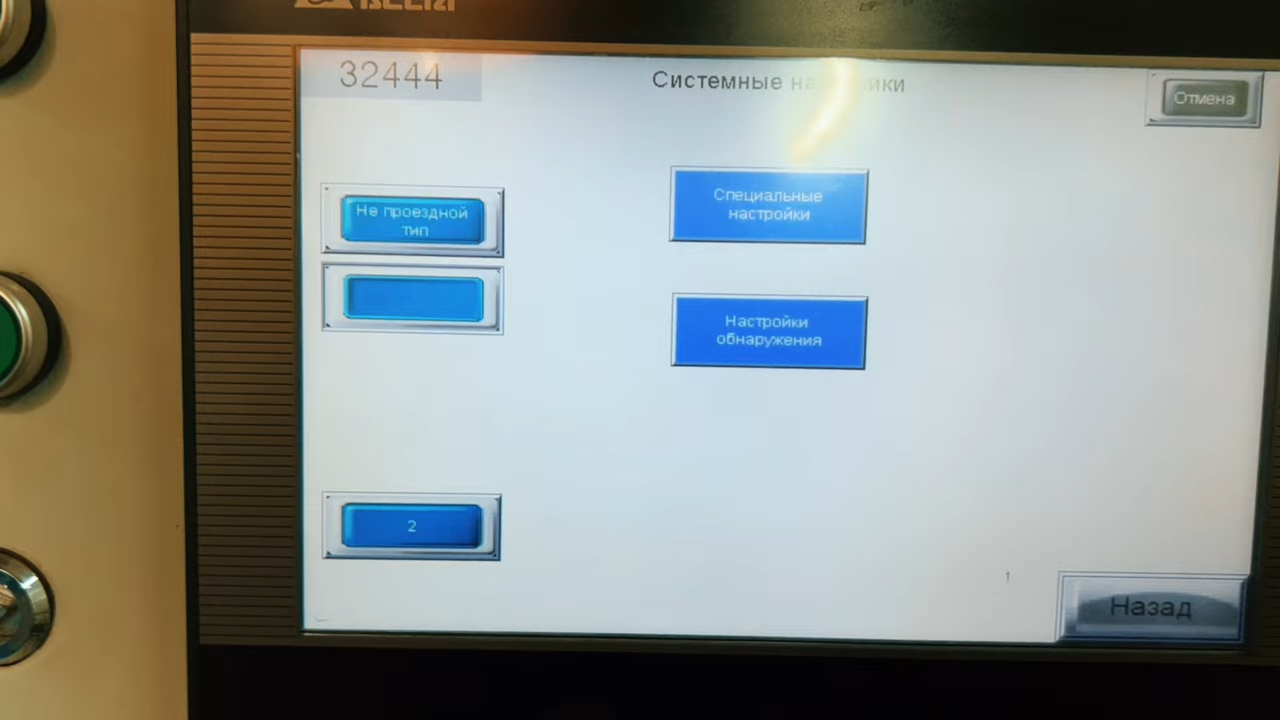 32444
Системные настройки
Отмена
Специальные
настройки
Не проездной
тип
Настройки
обнаружения
2
Назад